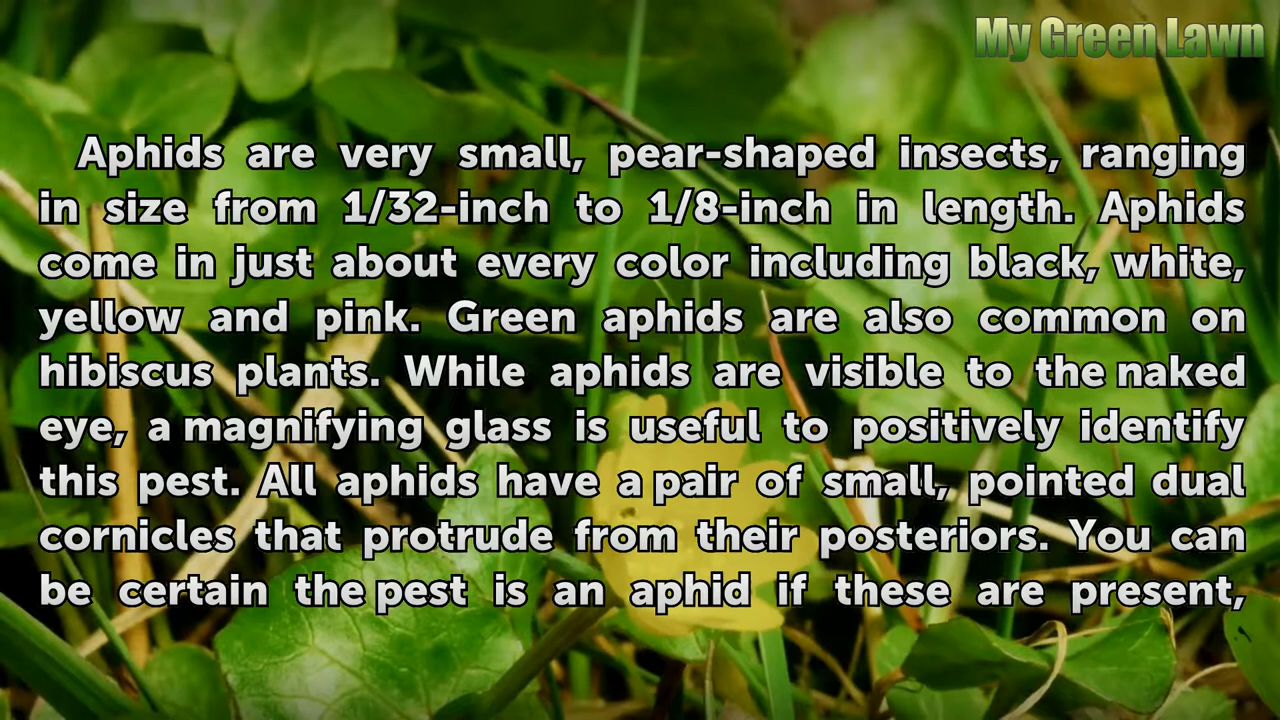 My Green Lawn
Aphids are very small, pear-shaped insects, ranging
in size from 1/32-inch to 1/8-inch in length. Aphids
come in just about every color including black, white,
yellow and pink. Green aphids are also common on
hibiscus plants. While aphids are visible to the naked
eye, a magnifying glass is useful to positively identify
this pest. All aphids have a pair of small, pointed dual
cornicles that protrude from their posteriors. You can
be certain the pest is an aphid if these are present,